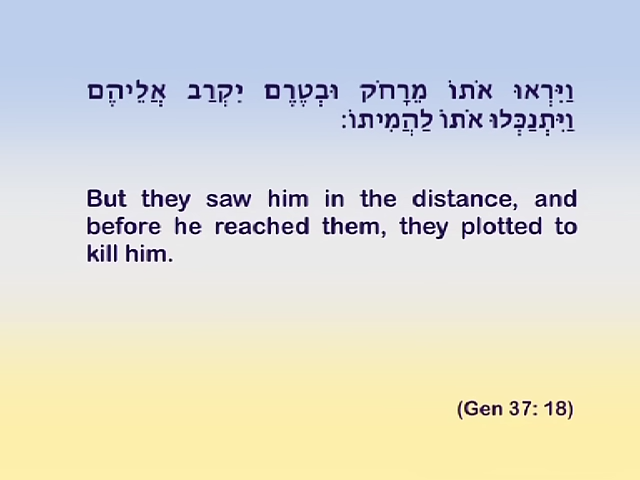 וַיִּרְאוּ אֹתוֹ מֵרָחֹק וּבְטֶרֶם יִקְרַב אֲלֵיהֶם
וַיִּתְנַכְּלוּ אֹתוֹ לַהֲמִיתוֹ:
But they saw him in the distance, and
before he reached them, they plotted to
kill him.
(Gen 37: 18)